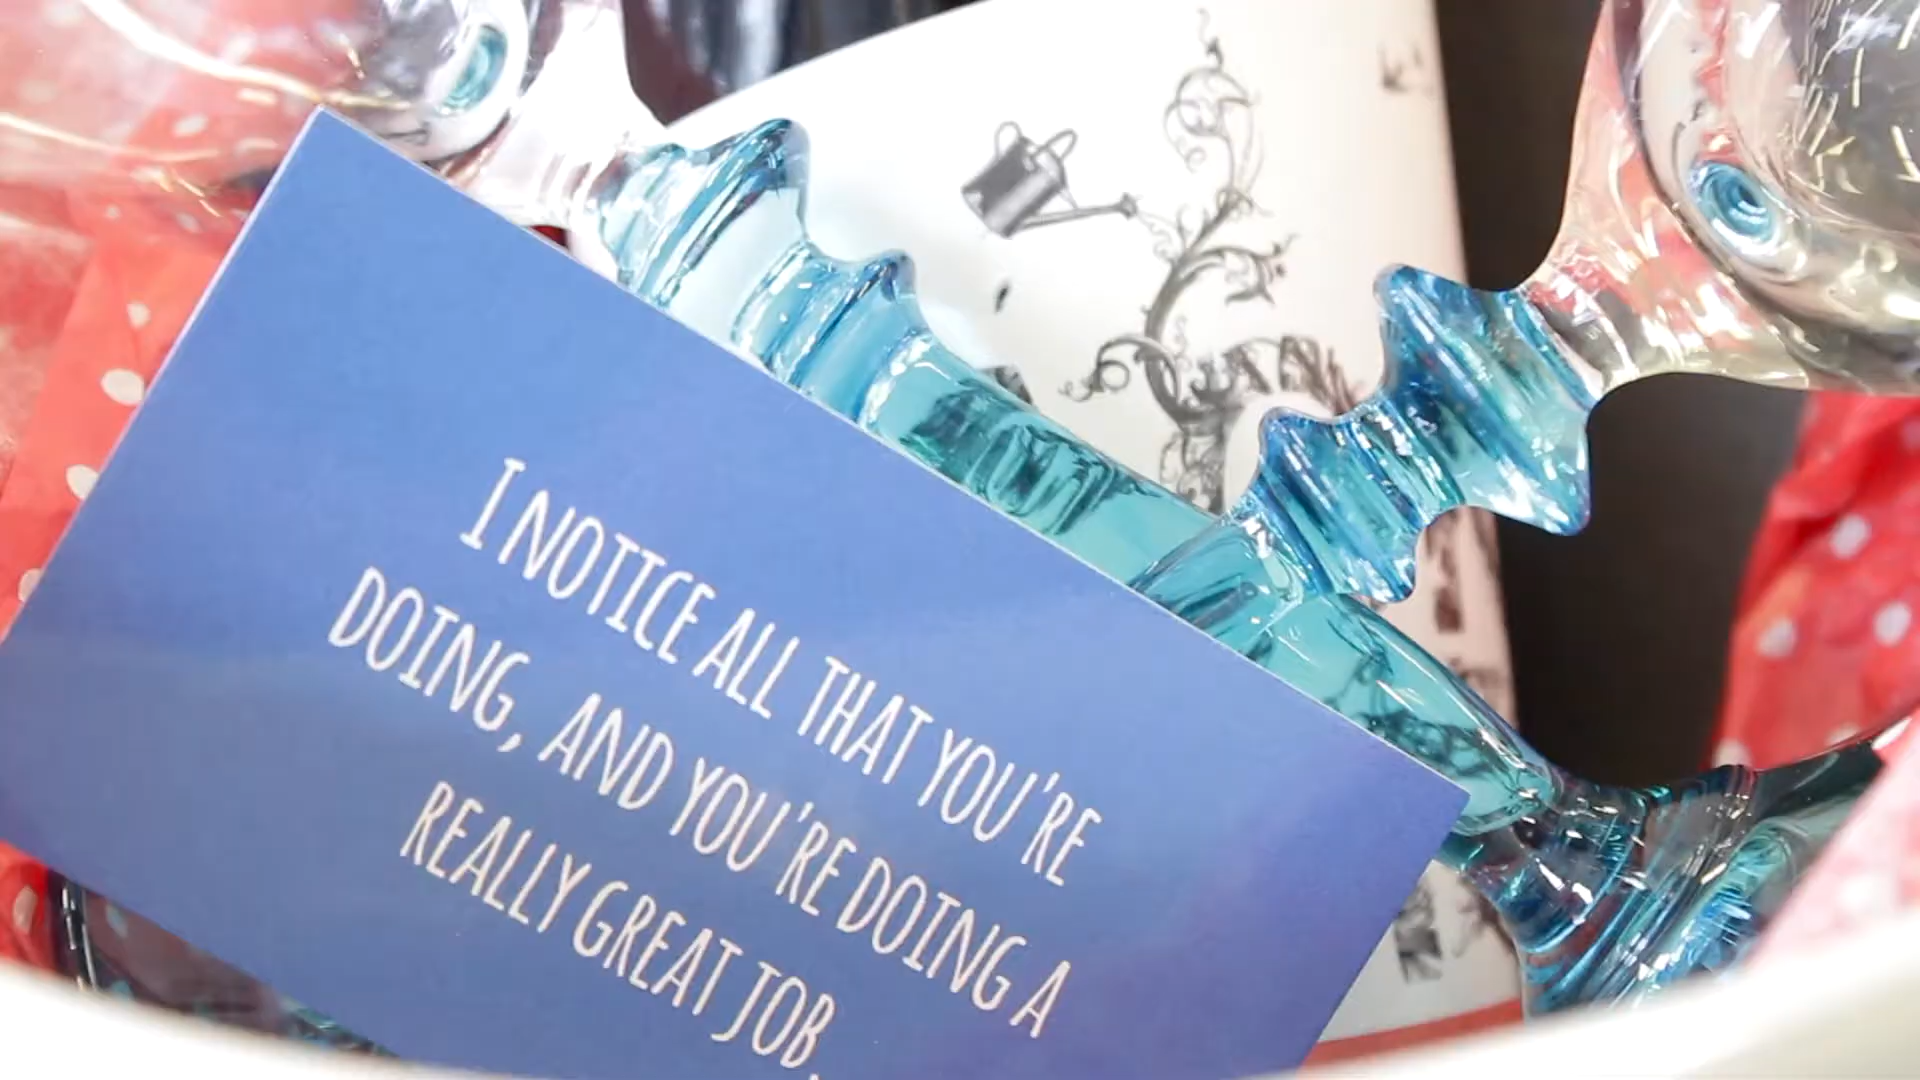 I NOTICE ALL THAT YOU'RE
DOING, AND YOU'RE DOING A
REALLY GREAT JOB.